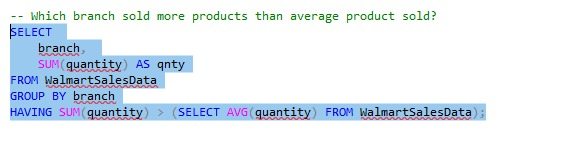 -- Which branch sold more products than average product sold?
SELECT
branch,
SUM(quantity) AS qnty
FROM WalmartSalesData
GROUP BY branch
HAVING SUM(quantity) > (SELECT AVG(quantity) FROM WalmartSalesData);